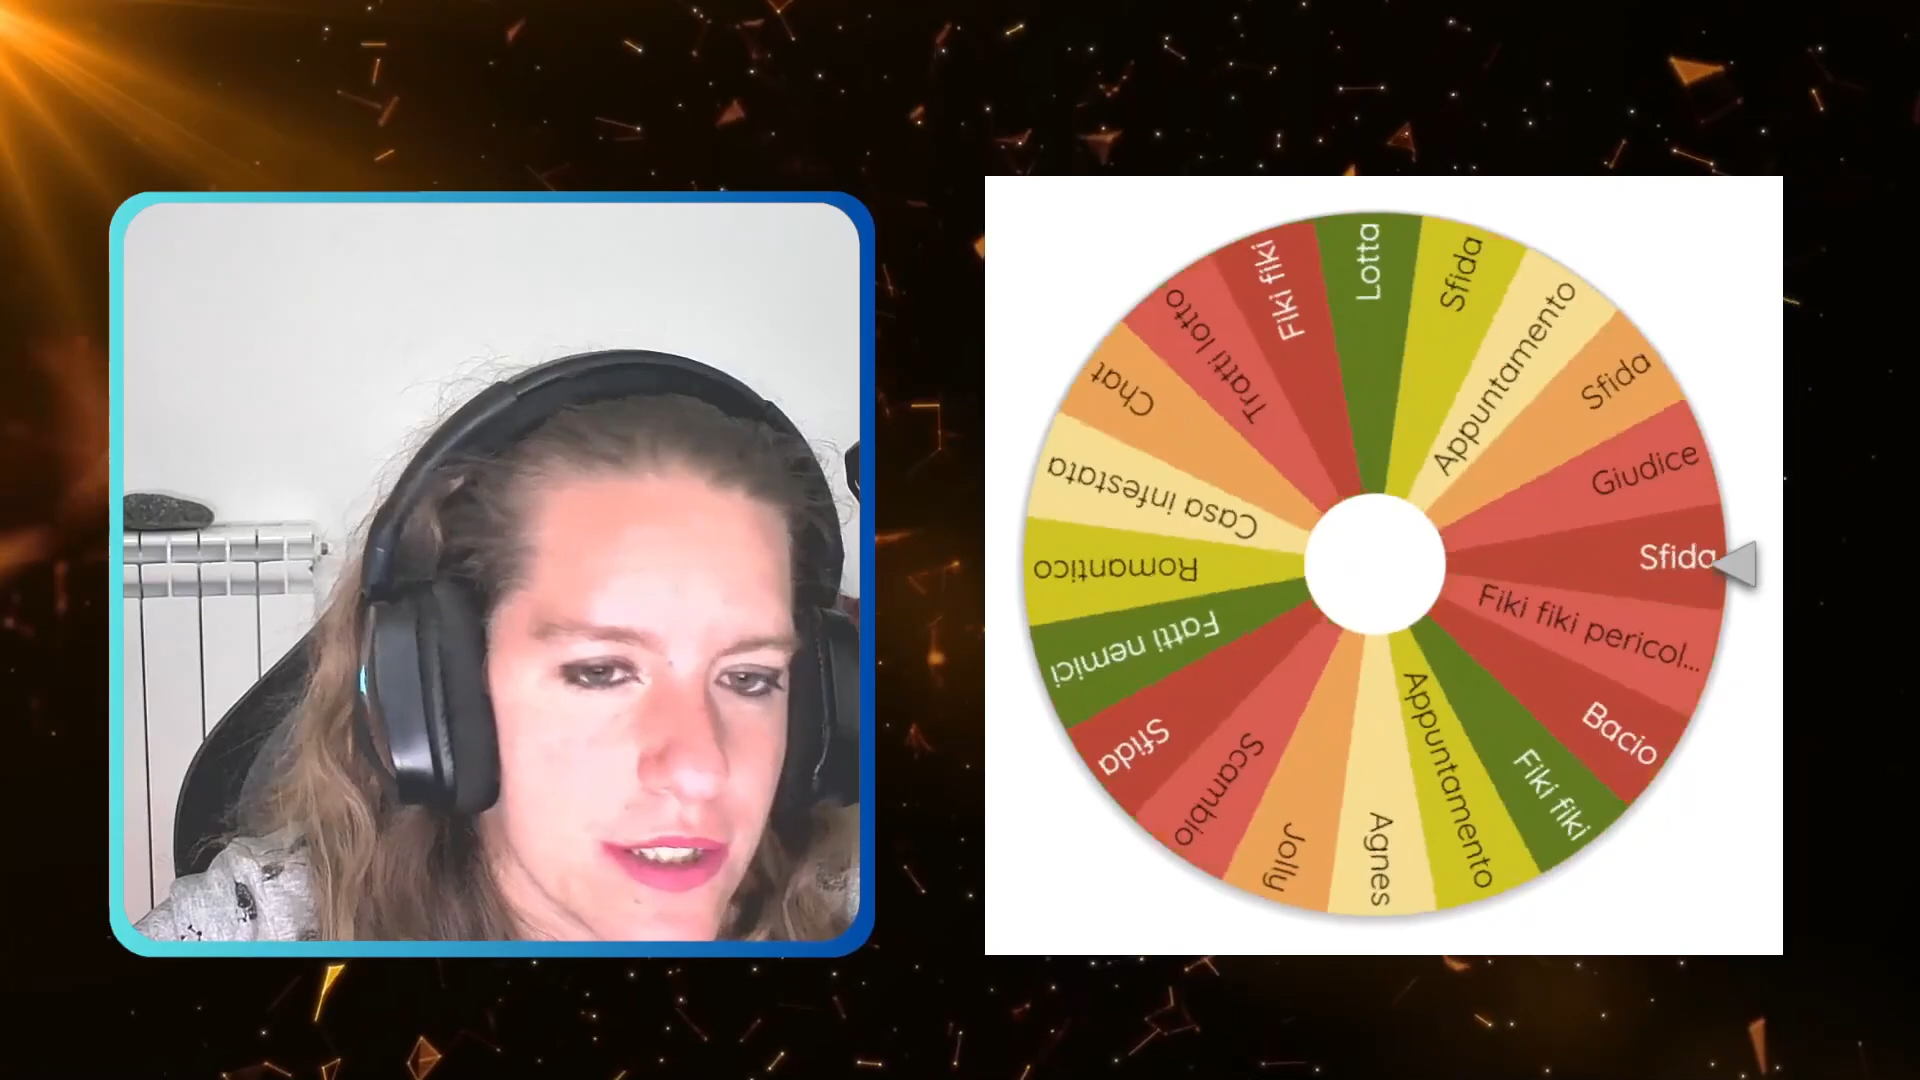 Lotta
Sfida
Appuntamento
Sfida
Giudice
Sfida
Fiki fiki pericol...
Bacio
Fiki fiki
Appuntamento
Agnes
Jolly
Scambio
Sfida
Fatti nemici
Romantico
Casa infestata
Chat
Tratti lotto
Fiki fiki